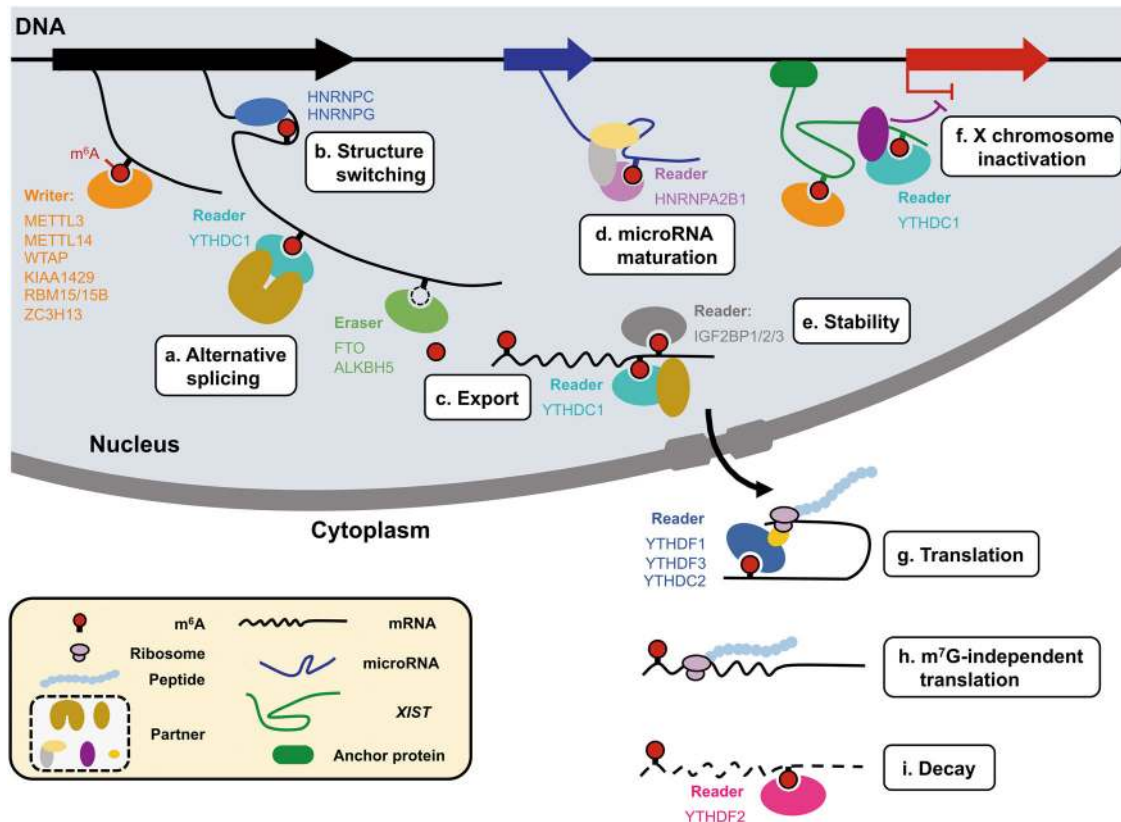 DNA
HNRNPC
HNRNPG
b. Structure
switching
m⁶A
Writer:
METTL3
METTL14
WTAP
KIAA1429
RBM15/15B
ZC3H13
Reader
YTHDC1
a. Alternative
splicing
Eraser
FTO
ALKBH5
Reader
HNRNPA2B1
d. microRNA
maturation
f. X chromosome
inactivation
Reader
YTHDC1
Reader:
IGF2BP1/2/3
e. Stability
c. Export
Reader
YTHDC1
Nucleus
Cytoplasm
Reader
YTHDF1
YTHDF3
YTHDC2
g. Translation
h. m⁷G-independent
translation
i. Decay
Reader
YTHDF2
m⁶A
mRNA
Ribosome
microRNA
Peptide
XIST
Partner
Anchor protein